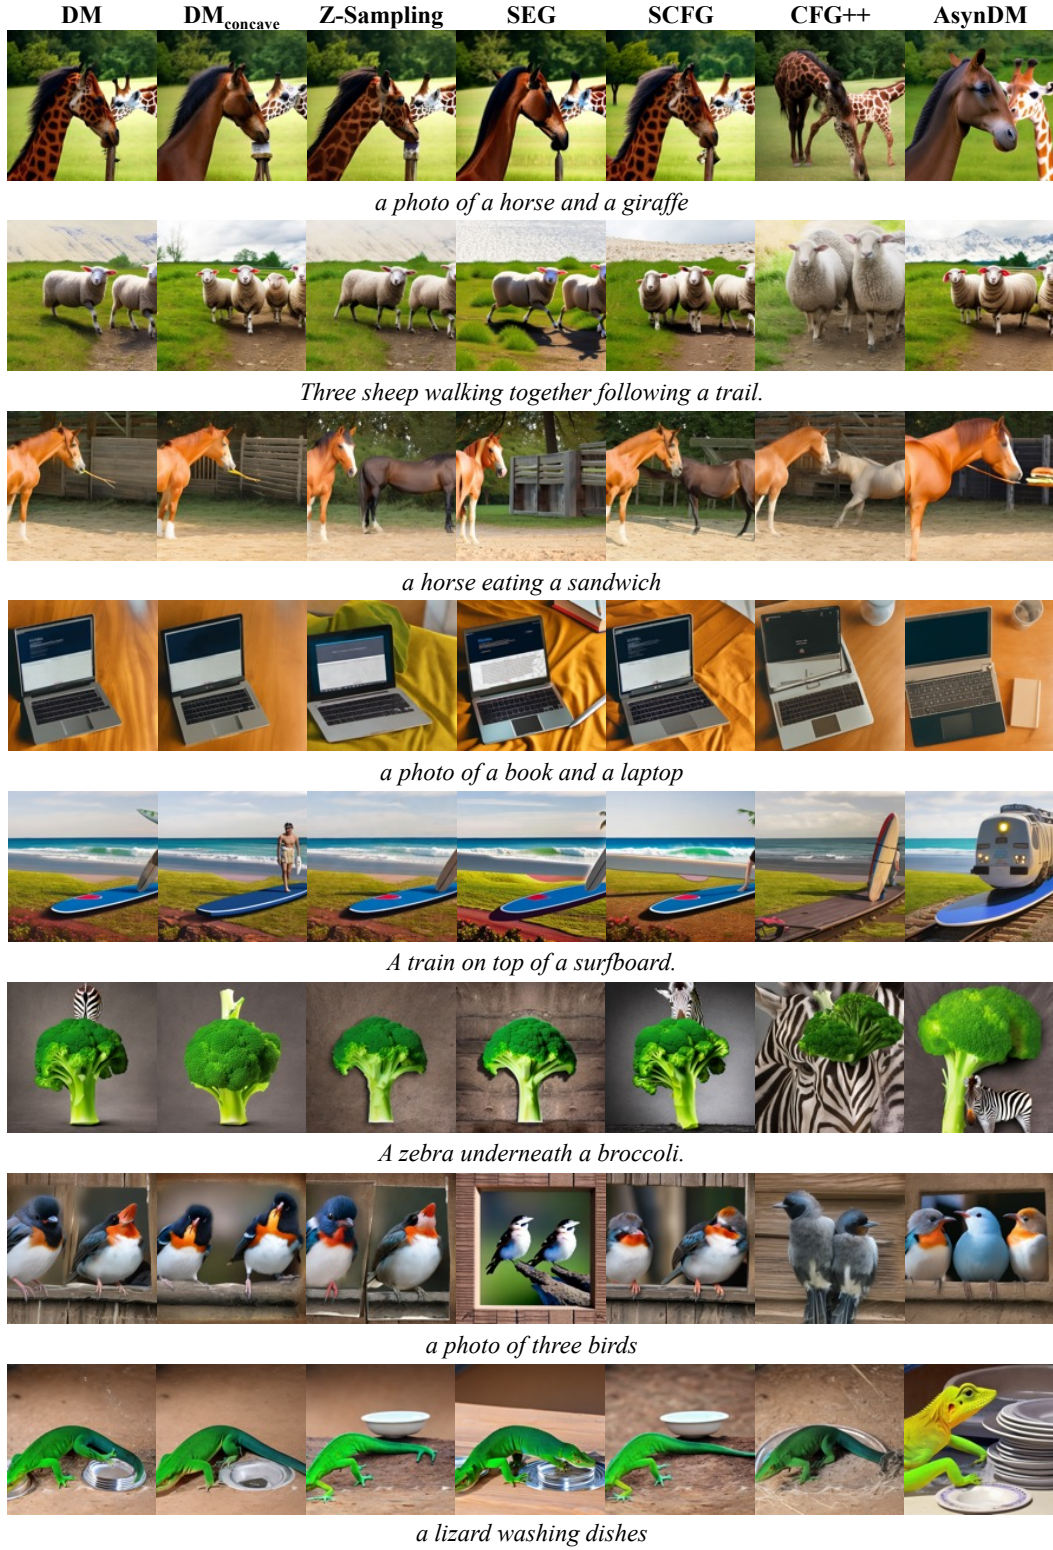 DM DM_concave Z-Sampling SEG SCFG CFG++ AsynDM
a photo of a horse and a giraffe
Three sheep walking together following a trail.
a horse eating a sandwich
a photo of a book and a laptop
A train on top of a surfboard.
A zebra underneath a broccoli.
a photo of three birds
a lizard washing dishes